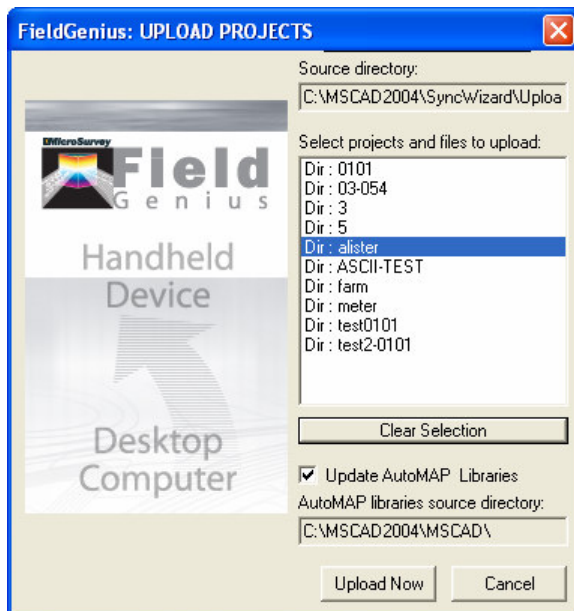 FieldGenius: UPLOAD PROJECTS
MicroSurvey
Field
Genius
Handheld
Device
Desktop
Computer
Source directory:
C:\MSCAD2004\SyncWizard\Uploa
Select projects and files to upload:
Dir : 0101
Dir : 03-054
Dir : 3
Dir : 5
Dir : alister
Dir : ASCII-TEST
Dir : farm
Dir : meter
Dir : test0101
Dir : test2-0101
Clear Selection
Update AutoMAP Libraries
AutoMAP libraries source directory:
C:\MSCAD2004\MSCAD\
Upload Now
Cancel